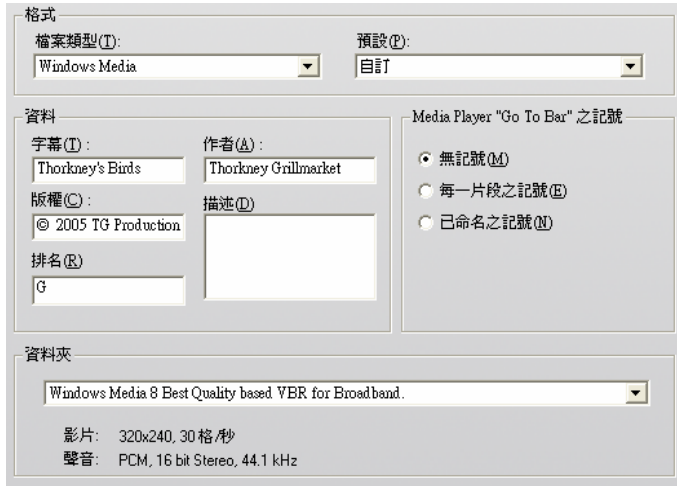 格式
檔案類型(T): 預設(P):
Windows Media 自訂
資料 Media Player "Go To Bar" 之記號
字幕(T) : 作者(A) :
Thorkney's Birds Thorkney Grillmarket 無記號(M)
版權(C) : 描述(D) 每一片段之記號(E)
© 2005 TG Production 已命名之記號(N)
排名(R)
G
資料夾
Windows Media 8 Best Quality based VBR for Broadband.
影片: 320x240, 30 格/秒
聲音: PCM, 16 bit Stereo, 44.1 kHz